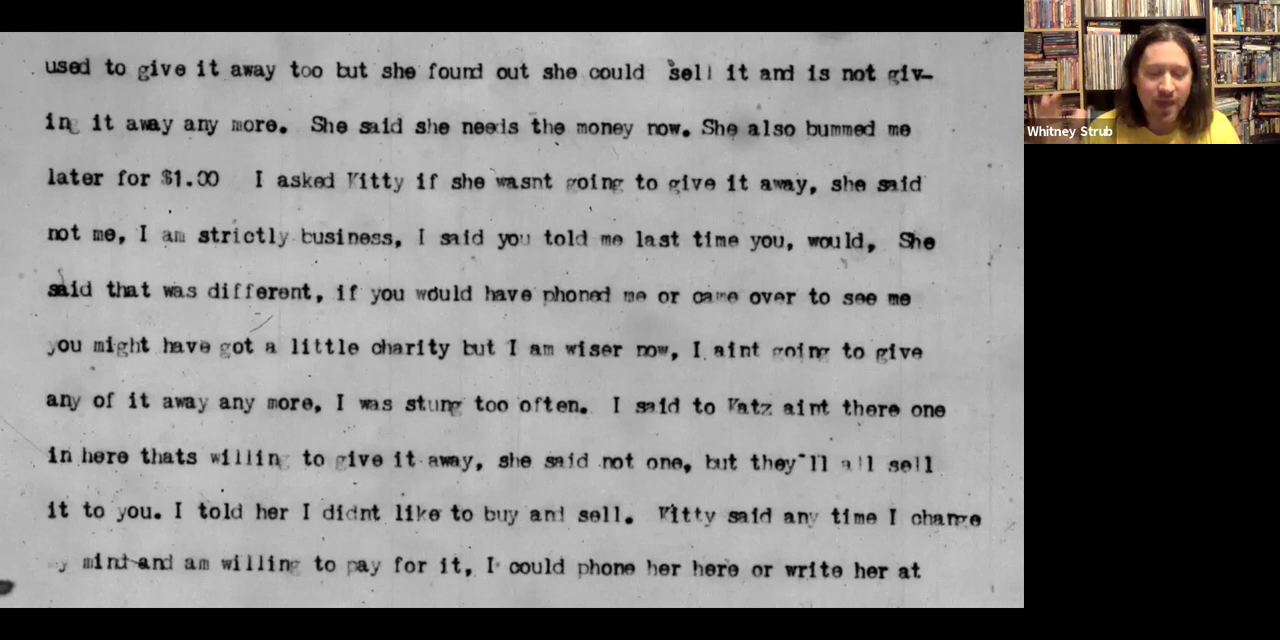 used to give it away too but she found out she could sell it and is not giv-
ing it away any more. She said she needs the money now. She also bummed me
later for $1.00 I asked Kitty if she wasnt going to give it away, she said
not me, I am strictly business, I said you told me last time you, would, She
said that was different, if you would have phoned me or came over to see me
you might have got a little charity but I am wiser now, I aint going to give
any of it away any more, I was stung too often. I said to Katz aint there one
in here thats willing to give it away, she said not one, but they'll all sell
it to you. I told her I didnt like to buy and sell. Kitty said any time I change
my mind and am willing to pay for it, I could phone her here or write her at
Whitney Strub